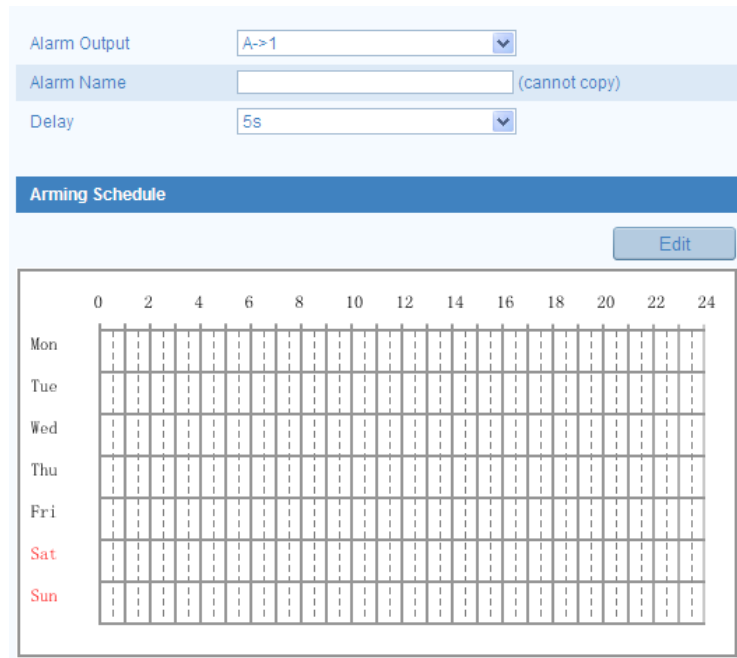 Alarm Output A->1
Alarm Name (cannot copy)
Delay 5s
Arming Schedule
Edit
0 2 4 6 8 10 12 14 16 18 20 22 24
Mon
Tue
Wed
Thu
Fri
Sat
Sun